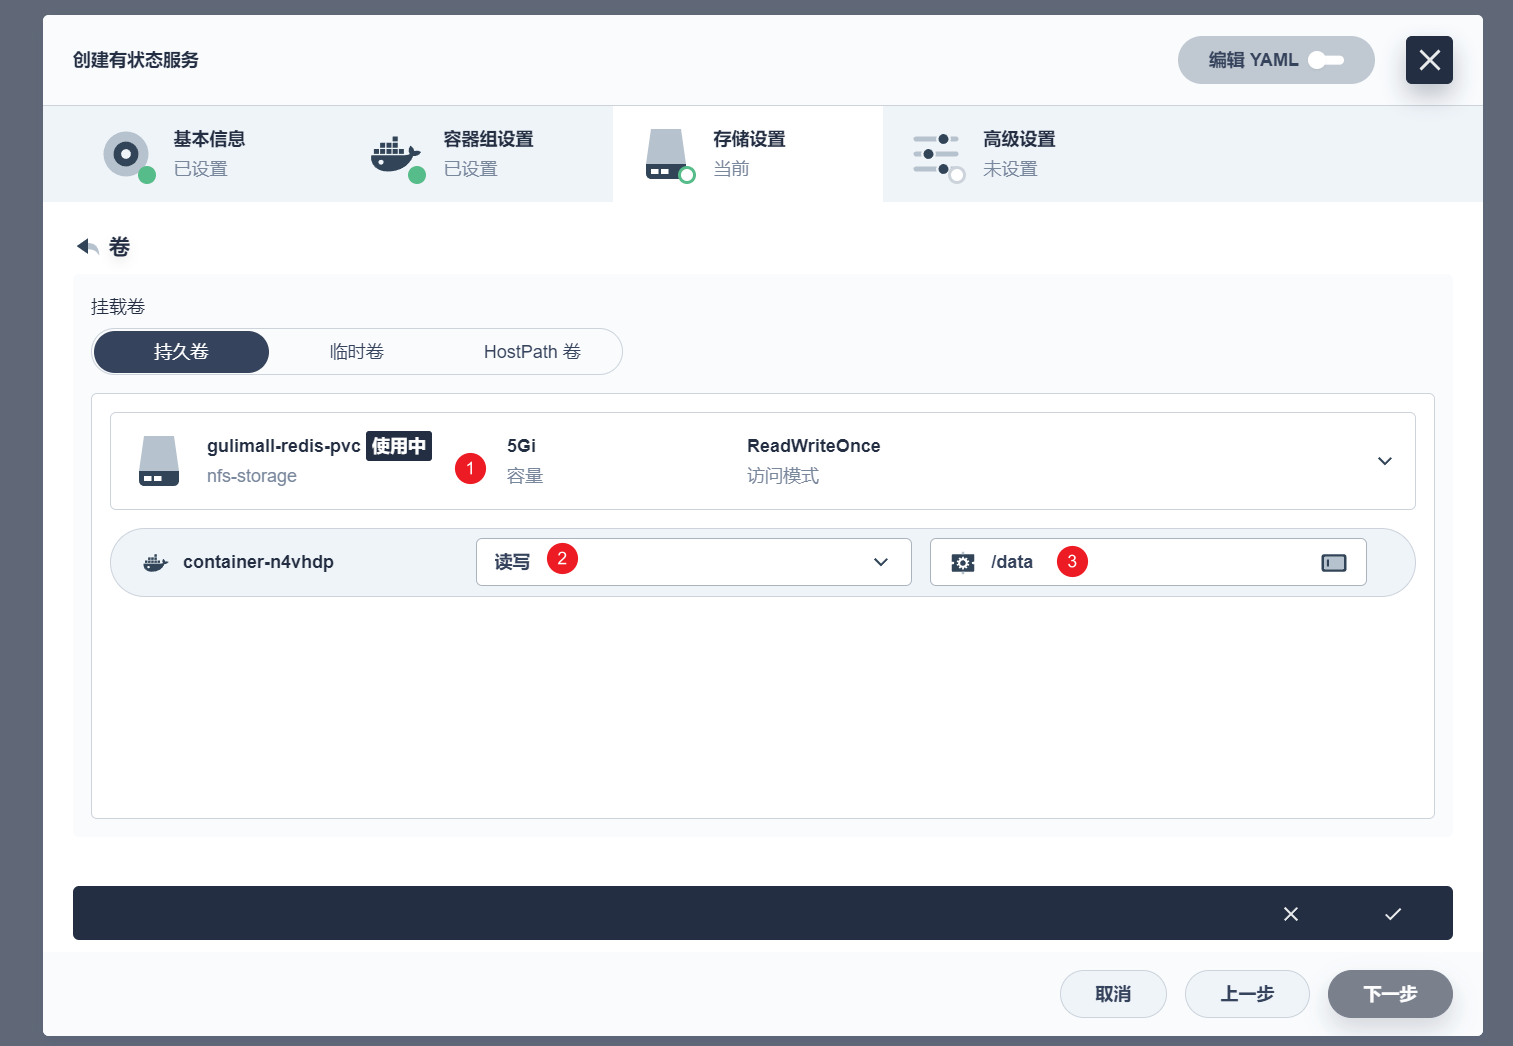 创建有状态服务
编辑 YAML
基本信息
已设置
容器组设置
已设置
存储设置
当前
高级设置
未设置
卷
挂载卷
持久卷
临时卷
HostPath 卷
gulimall-redis-pvc 使用中
nfs-storage
1
5Gi
容量
ReadWriteOnce
访问模式
container-n4vhdp
读写
2
/data
3
取消
上一步
下一步